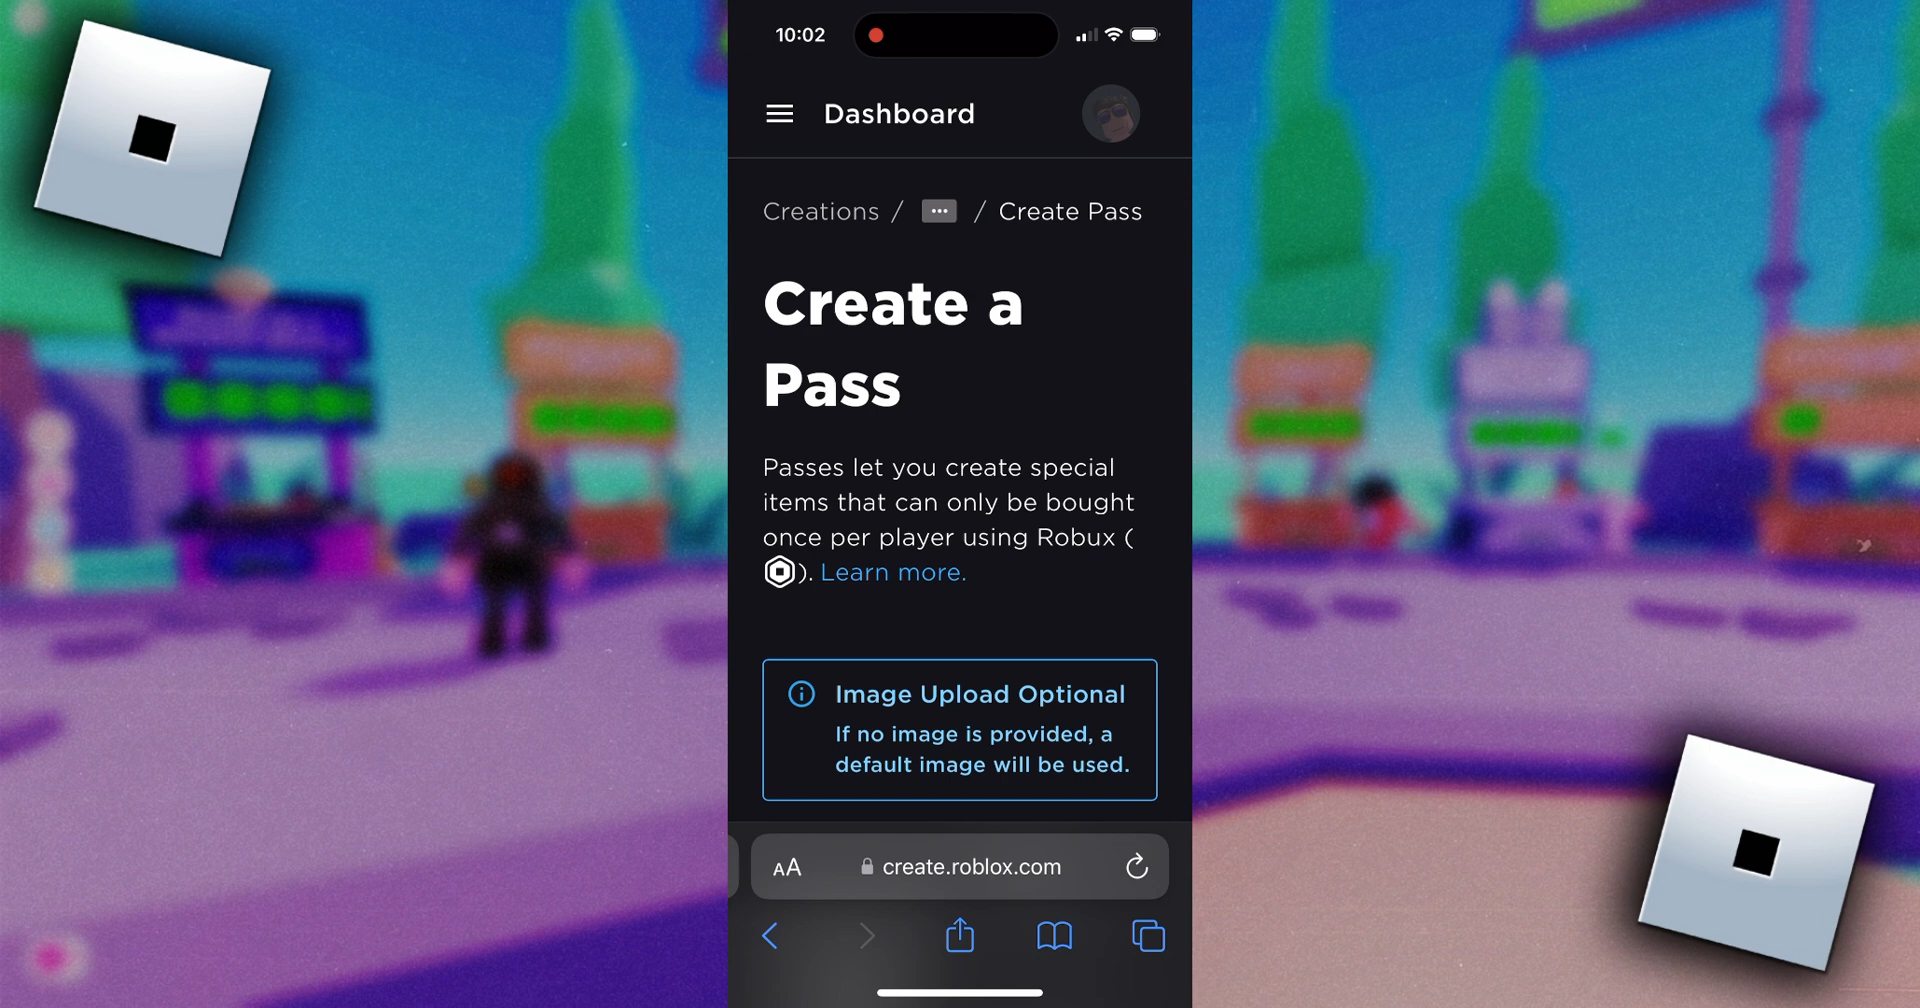 10:02
Dashboard
Creations / ... / Create Pass
Create a
Pass
Passes let you create special
items that can only be bought
once per player using Robux (
). Learn more.
Image Upload Optional
If no image is provided, a
default image will be used.
AA create.roblox.com